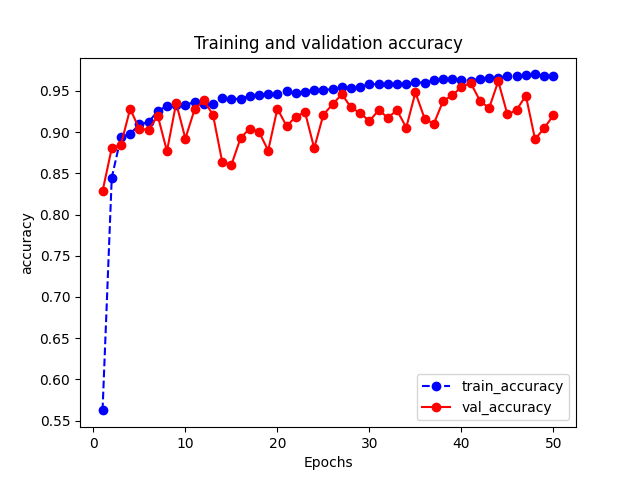 Training and validation accuracy
accuracy
0.95
0.90
0.85
0.80
0.75
0.70
0.65
0.60
0.55
train_accuracy
val_accuracy
0 10 20 30 40 50
Epochs